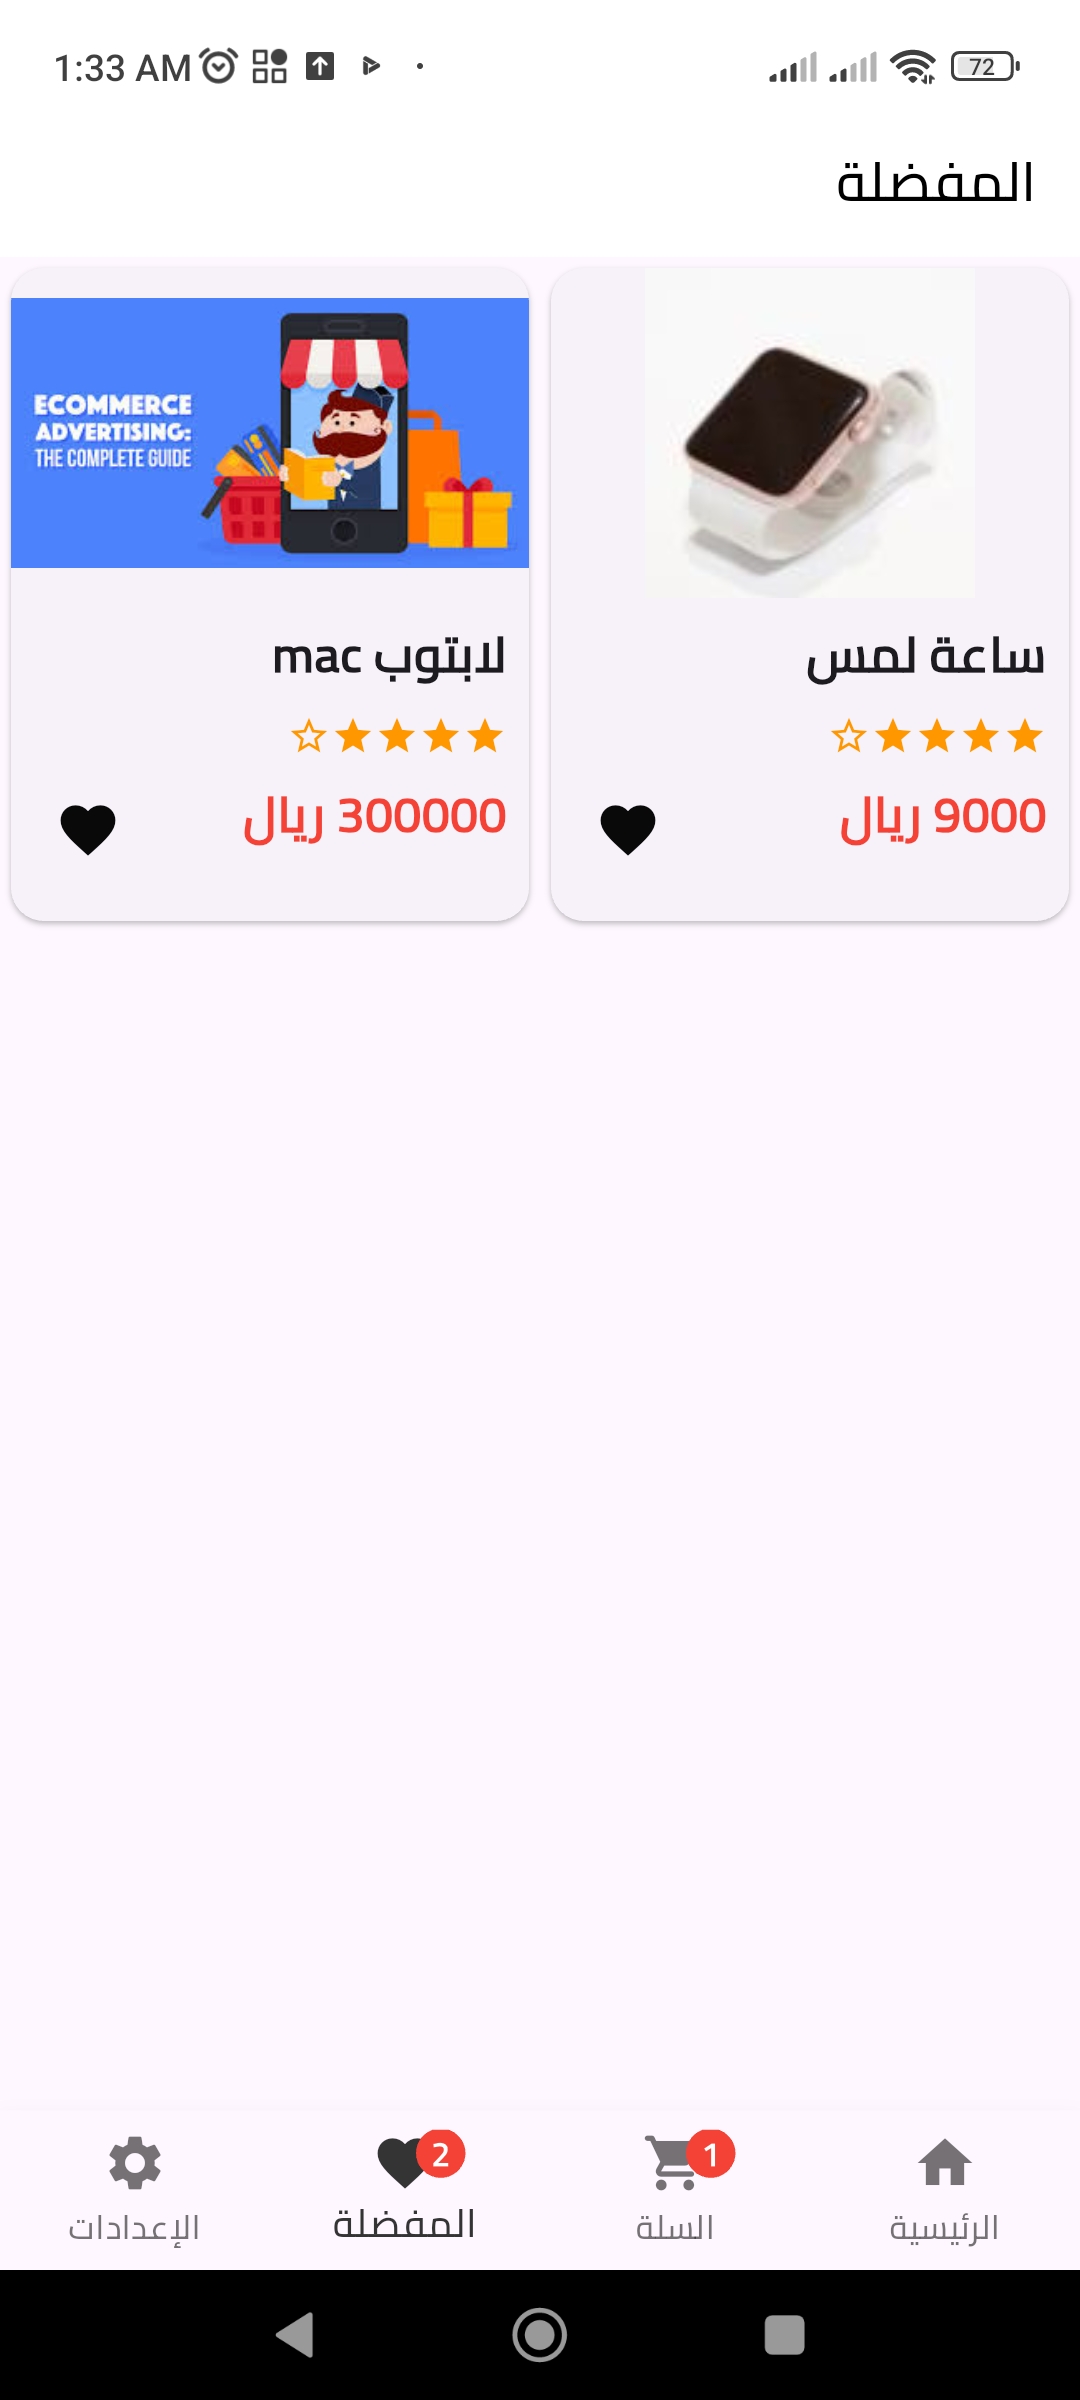 1:33 AM
72
المفضلة
ساعة لمس
9000 ريال
ECOMMERCE
ADVERTISING:
THE COMPLETE GUIDE
لابتوب mac
300000 ريال
الرئيسية
1
السلة
2
المفضلة
الإعدادات